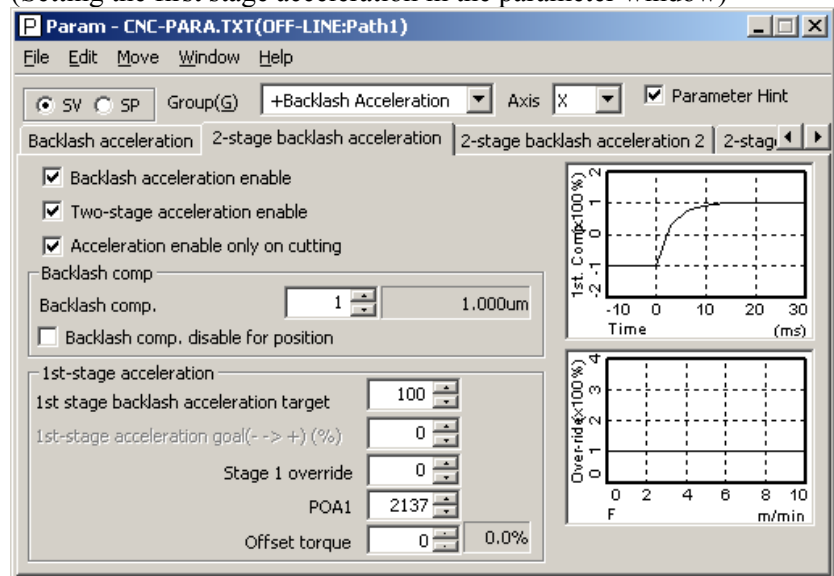 (Setting the first stage acceleration in the parameter window)
Param - CNC-PARA.TXT(OFF-LINE:Path1)
File Edit Move Window Help
SV SP Group(G) +Backlash Acceleration Axis X Parameter Hint
Backlash acceleration 2-stage backlash acceleration 2-stage backlash acceleration 2 2-stag
Backlash acceleration enable
Two-stage acceleration enable
Acceleration enable only on cutting
Backlash comp
Backlash comp. 1 1.000um
Backlash comp. disable for position
1st-stage acceleration
1st stage backlash acceleration target 100
1st-stage acceleration goal(- -> +) (%) 0
Stage 1 override 0
POA1 2137
Offset torque 0 0.0%
1st. Comp(x100%)
2
1
0
-1
-2
-10 0 10 20 30
Time (ms)
Over-ride(x100%)
4
3
2
1
0
0 2 4 6 8 10
F m/min